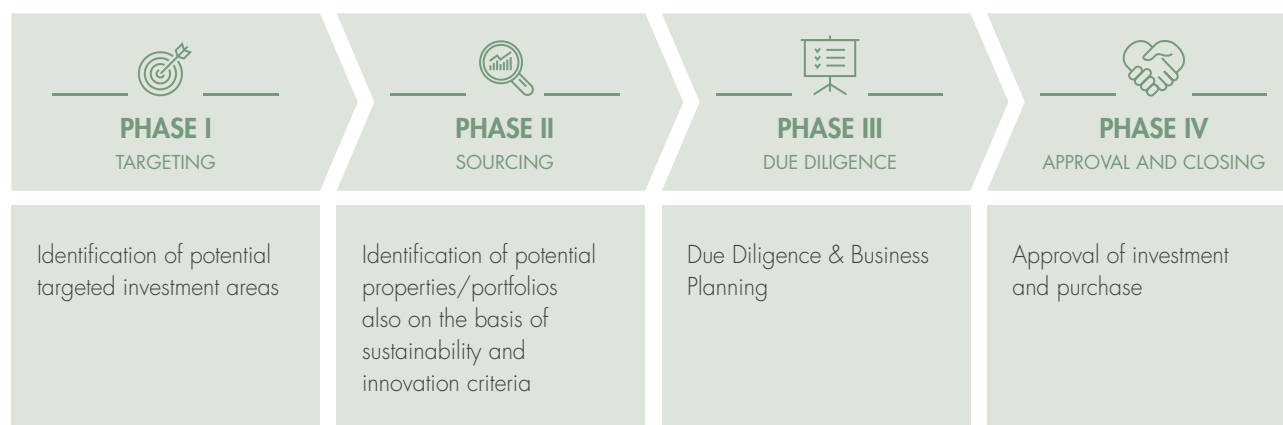 PHASE I
TARGETING
PHASE II
SOURCING
PHASE III
DUE DILIGENCE
PHASE IV
APPROVAL AND CLOSING
Identification of potential
targeted investment areas
Identification of potential
properties/portfolios
also on the basis of
sustainability and
innovation criteria
Due Diligence & Business
Planning
Approval of investment
and purchase